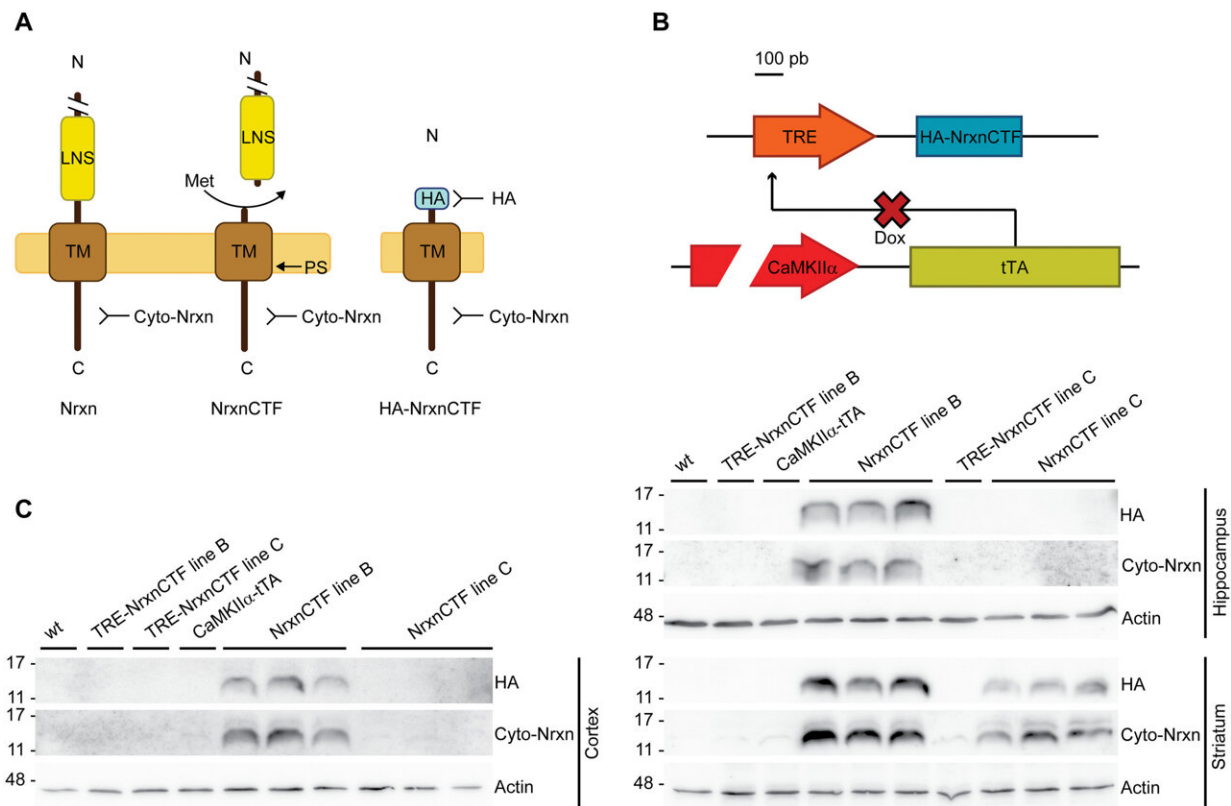 A
N
N
LNS
LNS
N
Met
HA
HA
TM
TM
TM
PS
Cyto-Nrxn
Cyto-Nrxn
Cyto-Nrxn
C
C
C
Nrxn
NrxnCTF
HA-NrxnCTF
B
100 pb
TRE
HA-NrxnCTF
Dox
CaMKIIα
tTA
wt
TRE-NrxnCTF line B
CaMKIIα-tTA
NrxnCTF line B
TRE-NrxnCTF line C
NrxnCTF line C
17 -
11 -
HA
17 -
11 -
Cyto-Nrxn
48 -
Actin
Hippocampus
17 -
11 -
HA
17 -
11 -
Cyto-Nrxn
48 -
Actin
Striatum
C
wt
TRE-NrxnCTF line B
TRE-NrxnCTF line C
CaMKIIα-tTA
NrxnCTF line B
NrxnCTF line C
17 -
11 -
HA
17 -
11 -
Cyto-Nrxn
48 -
Actin
Cortex